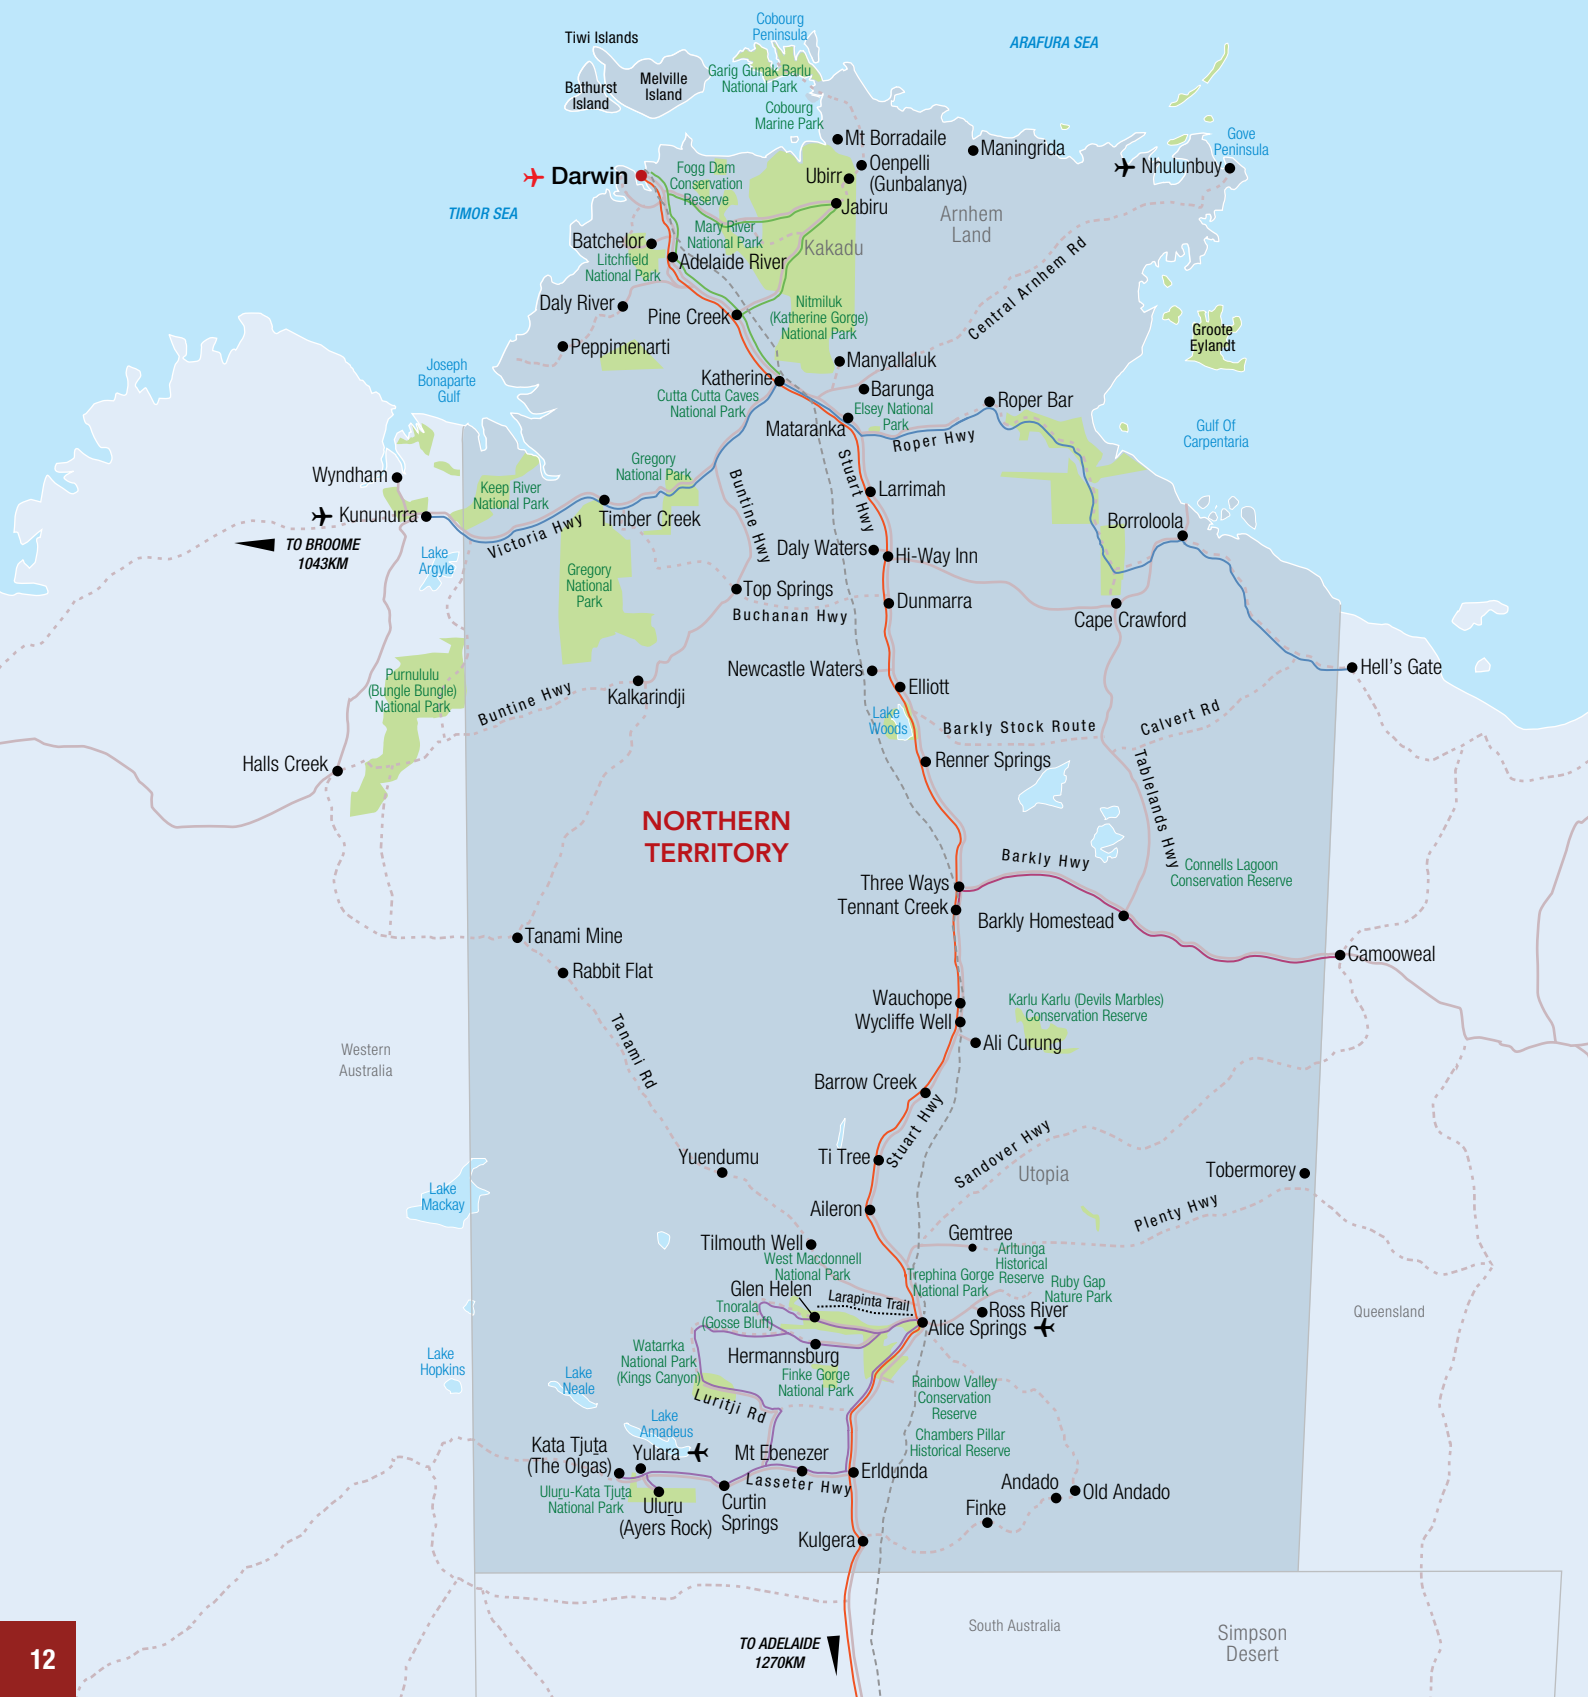 Cobourg
Peninsula
Tiwi Islands
ARAFURA SEA
Garig Gunak Barlu
National Park
Melville
Island
Bathurst
Island
Cobourg
Marine Park
Mt Borradaile
Maningrida
Gove
Peninsula
Nhulunbuy
Oenpelli
(Gunbalanya)
Ubirr
Darwin
Fogg Dam
Conservation
Reserve
Jabiru
TIMOR SEA
Arnhem
Land
Mary River
National Park
Kakadu
Batchelor
Litchfield
National Park
Adelaide River
Central Arnhem Rd
Daly River
Nitmiluk
(Katherine Gorge)
National Park
Pine Creek
Groote
Eylandt
Peppimenarti
Manyallaluk
Joseph
Bonaparte
Gulf
Katherine
Barunga
Cutta Cutta Caves
National Park
Elsey National
Park
Roper Bar
Mataranka
Roper Hwy
Gulf Of
Carpentaria
Wyndham
Gregory
National Park
Keep River
National Park
Buntine Hwy
Stuart Hwy
Larrimah
Kununurra
Timber Creek
Victoria Hwy
Borroloola
TO BROOME
1043KM
Lake
Argyle
Daly Waters
Hi-Way Inn
Gregory
National
Park
Top Springs
Dunmarra
Buchanan Hwy
Cape Crawford
Newcastle Waters
Hell's Gate
Purnululu
(Bungle Bungle)
National Park
Buntine Hwy
Kalkarindji
Elliott
Lake
Woods
Barkly Stock Route
Calvert Rd
Halls Creek
Renner Springs
Tablelands Hwy
NORTHERN
TERRITORY
Barkly Hwy
Connells Lagoon
Conservation Reserve
Three Ways
Tennant Creek
Barkly Homestead
Tanami Mine
Camooweal
Rabbit Flat
Wauchope
Karlu Karlu (Devils Marbles)
Conservation Reserve
Wycliffe Well
Ali Curung
Tanami Rd
Western
Australia
Barrow Creek
Stuart Hwy
Sandover Hwy
Yuendumu
Ti Tree
Utopia
Tobermorey
Lake
Mackay
Plenty Hwy
Aileron
Gemtree
Tilmouth Well
West Macdonnell
National Park
Arltunga
Historical
Reserve
Trephina Gorge
National Park
Ruby Gap
Nature Park
Glen Helen
Larapinta Trail
Tnorala
(Gosse Bluff)
Ross River
Alice Springs
Queensland
Hermannsburg
Watarrka
National Park
(Kings Canyon)
Lake
Hopkins
Lake
Neale
Finke Gorge
National Park
Rainbow Valley
Conservation
Reserve
Luritji Rd
Lake
Amadeus
Chambers Pillar
Historical Reserve
Kata Tjuṯa
(The Olgas)
Yulara
Mt Ebenezer
Erldunda
Lasseter Hwy
Uluṟu-Kata Tjuṯa
National Park
Uluṟu
(Ayers Rock)
Curtin
Springs
Andado
Old Andado
Finke
Kulgera
South Australia
Simpson
Desert
TO ADELAIDE
1270KM
12